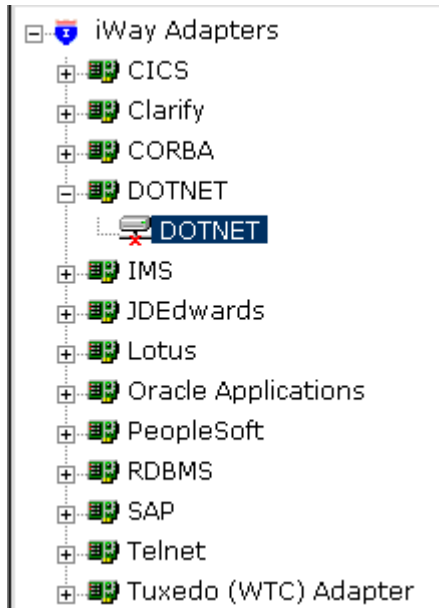 iWay Adapters
CICS
Clarify
CORBA
DOTNET
DOTNET
IMS
JDEdwards
Lotus
Oracle Applications
PeopleSoft
RDBMS
SAP
Telnet
Tuxedo (WTC) Adapter